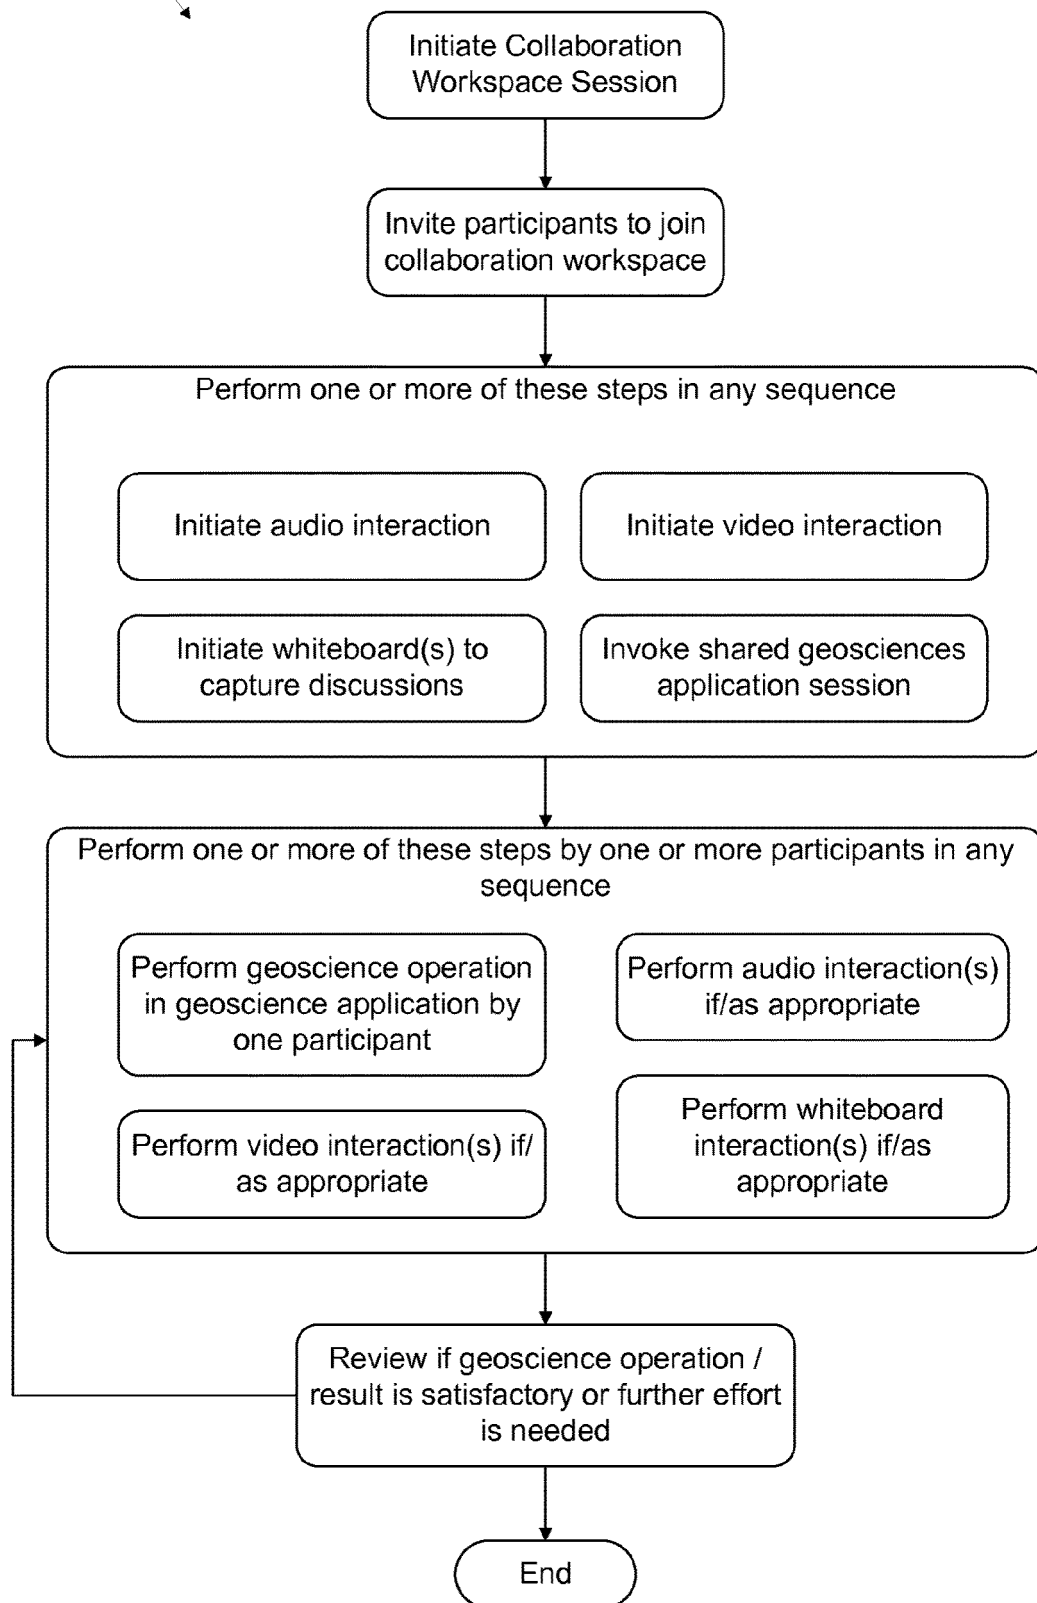 Initiate Collaboration
Workspace Session
Invite participants to join
collaboration workspace
Perform one or more of these steps in any sequence
Initiate audio interaction
Initiate video interaction
Initiate whiteboard(s) to
capture discussions
Invoke shared geosciences
application session
Perform one or more of these steps by one or more participants in any
sequence
Perform geoscience operation
in geoscience application by
one participant
Perform audio interaction(s)
if/as appropriate
Perform video interaction(s) if/
as appropriate
Perform whiteboard
interaction(s) if/as
appropriate
Review if geoscience operation /
result is satisfactory or further effort
is needed
End